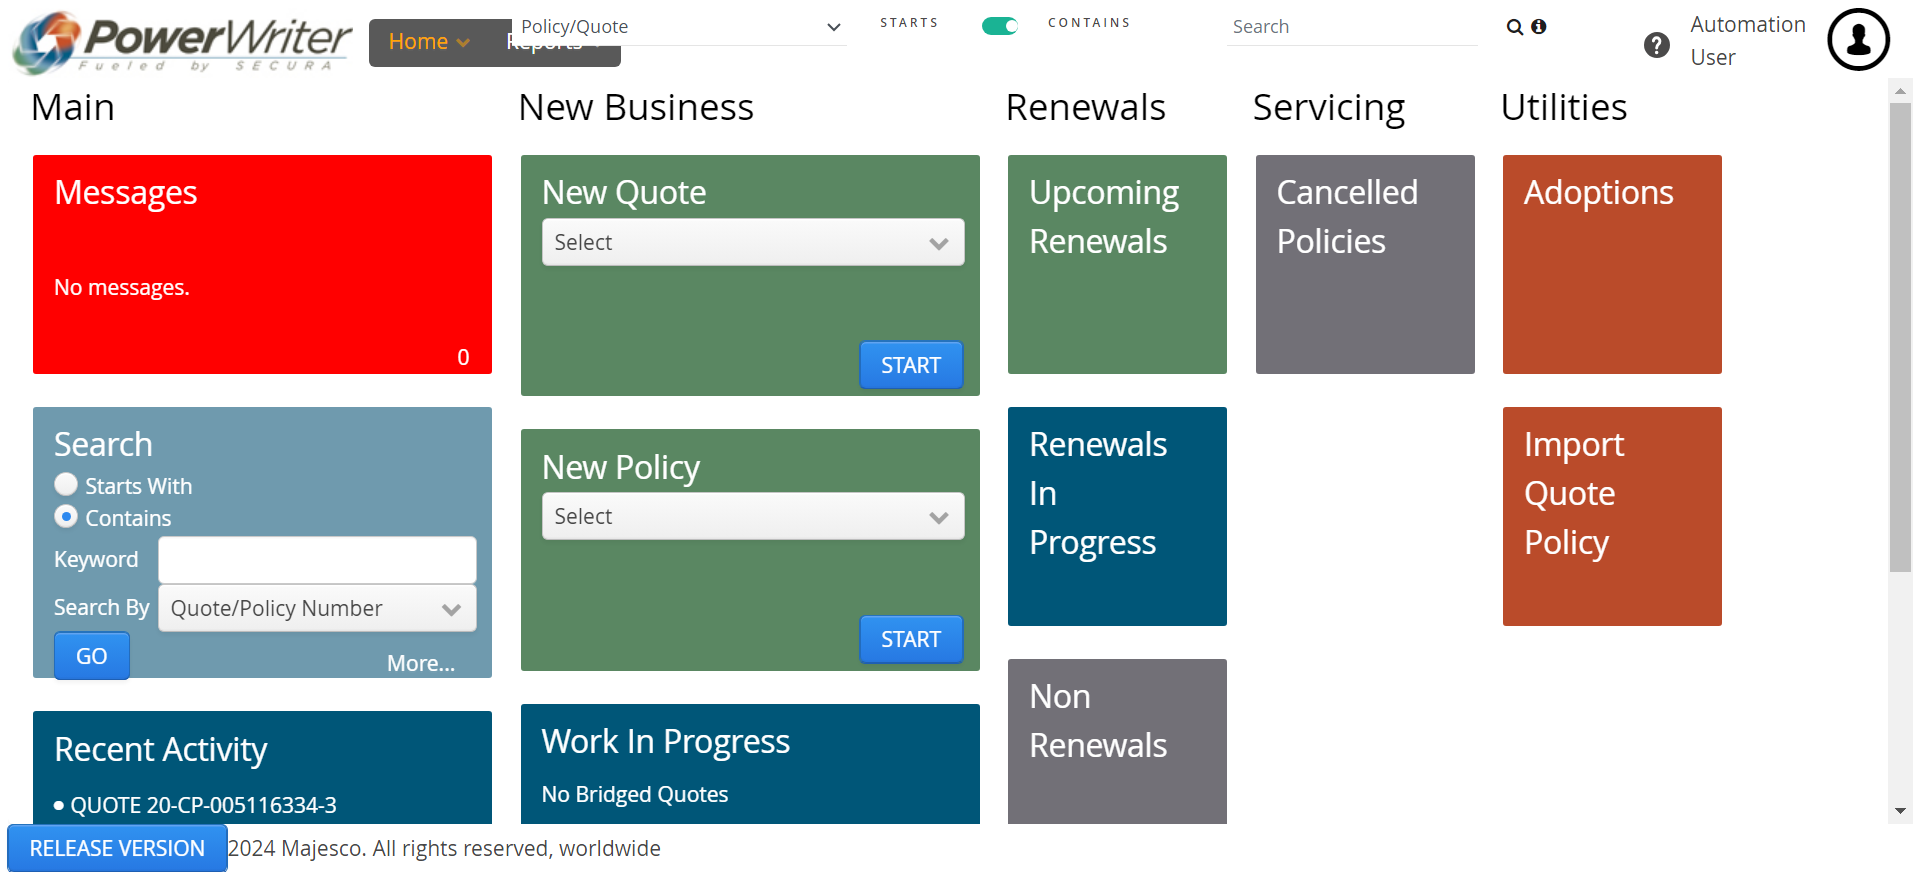 PowerWriter
Fueled by SECURA
Home
Reports
Policy/Quote
STARTS
CONTAINS
Search
Automation
User
Main
Messages
No messages.
0
Search
Starts With
Contains
Keyword
Search By
Quote/Policy Number
GO
More...
Recent Activity
QUOTE 20-CP-005116334-3
New Business
New Quote
Select
START
New Policy
Select
START
Work In Progress
No Bridged Quotes
Renewals
Upcoming
Renewals
Renewals
In
Progress
Non
Renewals
Servicing
Cancelled
Policies
Utilities
Adoptions
Import
Quote
Policy
RELEASE VERSION
2024 Majesco. All rights reserved, worldwide